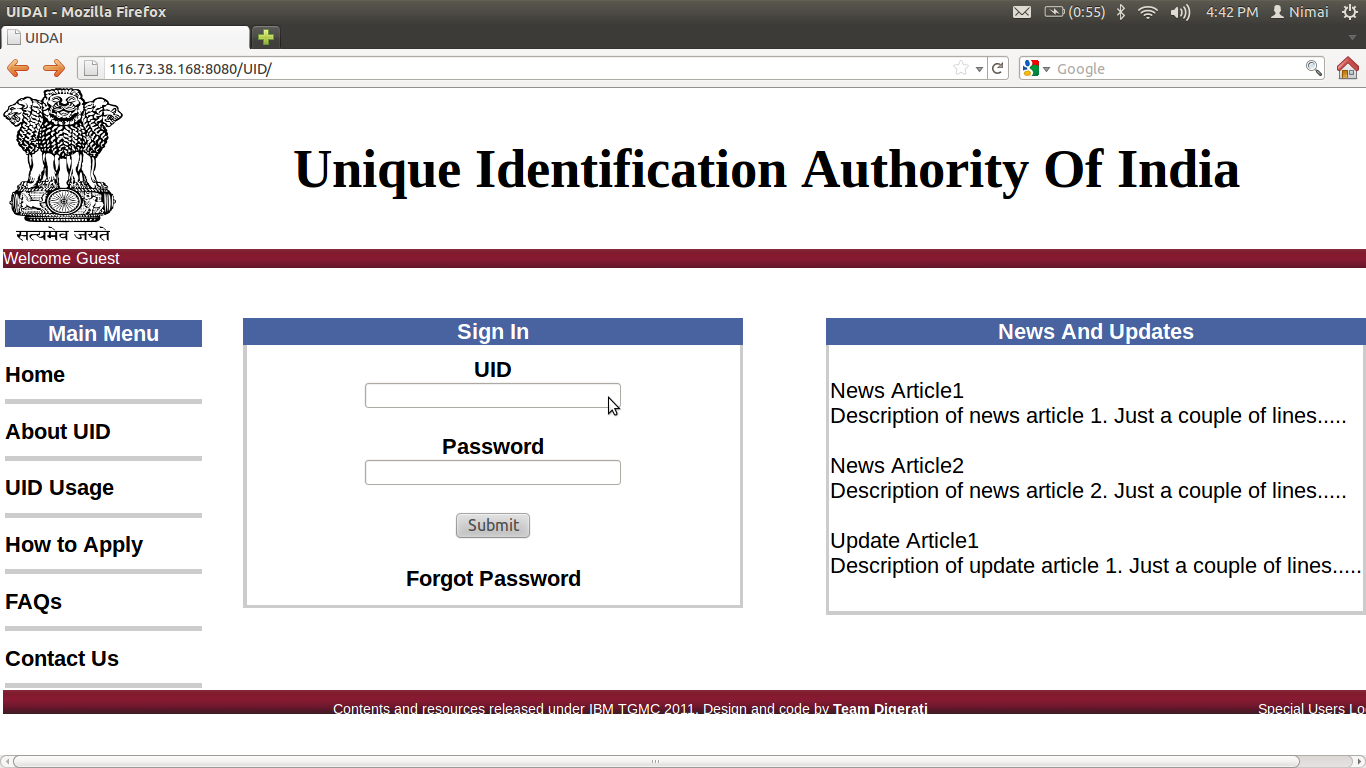 UIDAI - Mozilla Firefox
(0:55)
4:42 PM
Nimai
UIDAI
116.73.38.168:8080/UID/
Google
सत्यमेव जयते
Unique Identification Authority Of India
Welcome Guest
Main Menu
Home
About UID
UID Usage
How to Apply
FAQs
Contact Us
Sign In
UID
Password
Submit
Forgot Password
News And Updates
News Article1
Description of news article 1. Just a couple of lines.....
News Article2
Description of news article 2. Just a couple of lines.....
Update Article1
Description of update article 1. Just a couple of lines.....
Contents and resources released under IBM TGMC 2011. Design and code by Team Digerati
Special Users Lo